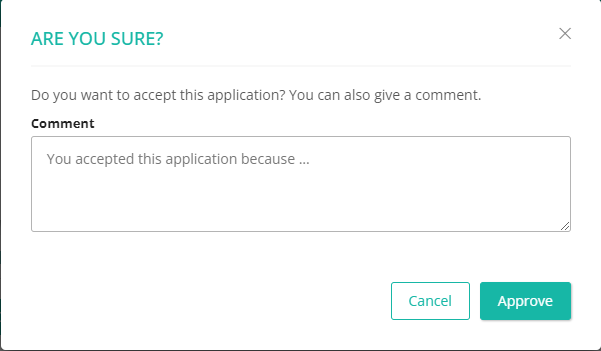 ARE YOU SURE?
Do you want to accept this application? You can also give a comment.
Comment
You accepted this application because ...
Cancel
Approve